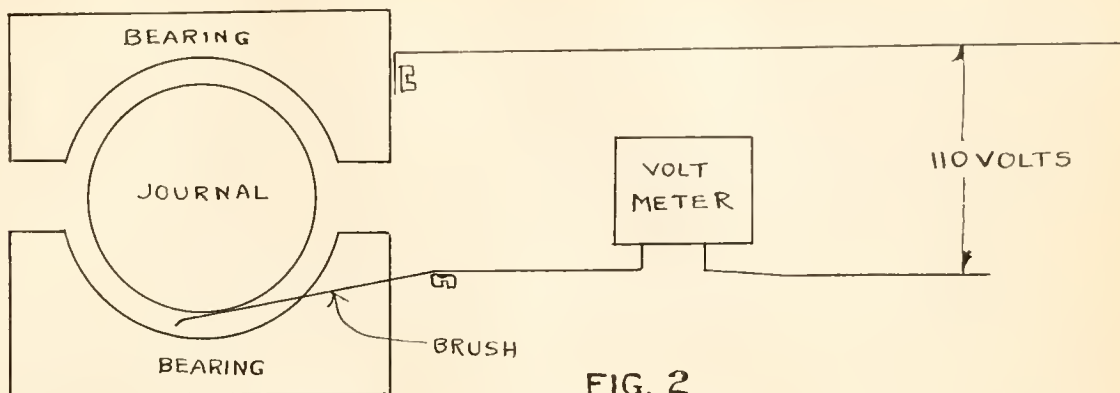 BEARING
110 VOLTS
VOLT
METER
JOURNAL
BRUSH
BEARING
FIG. 2